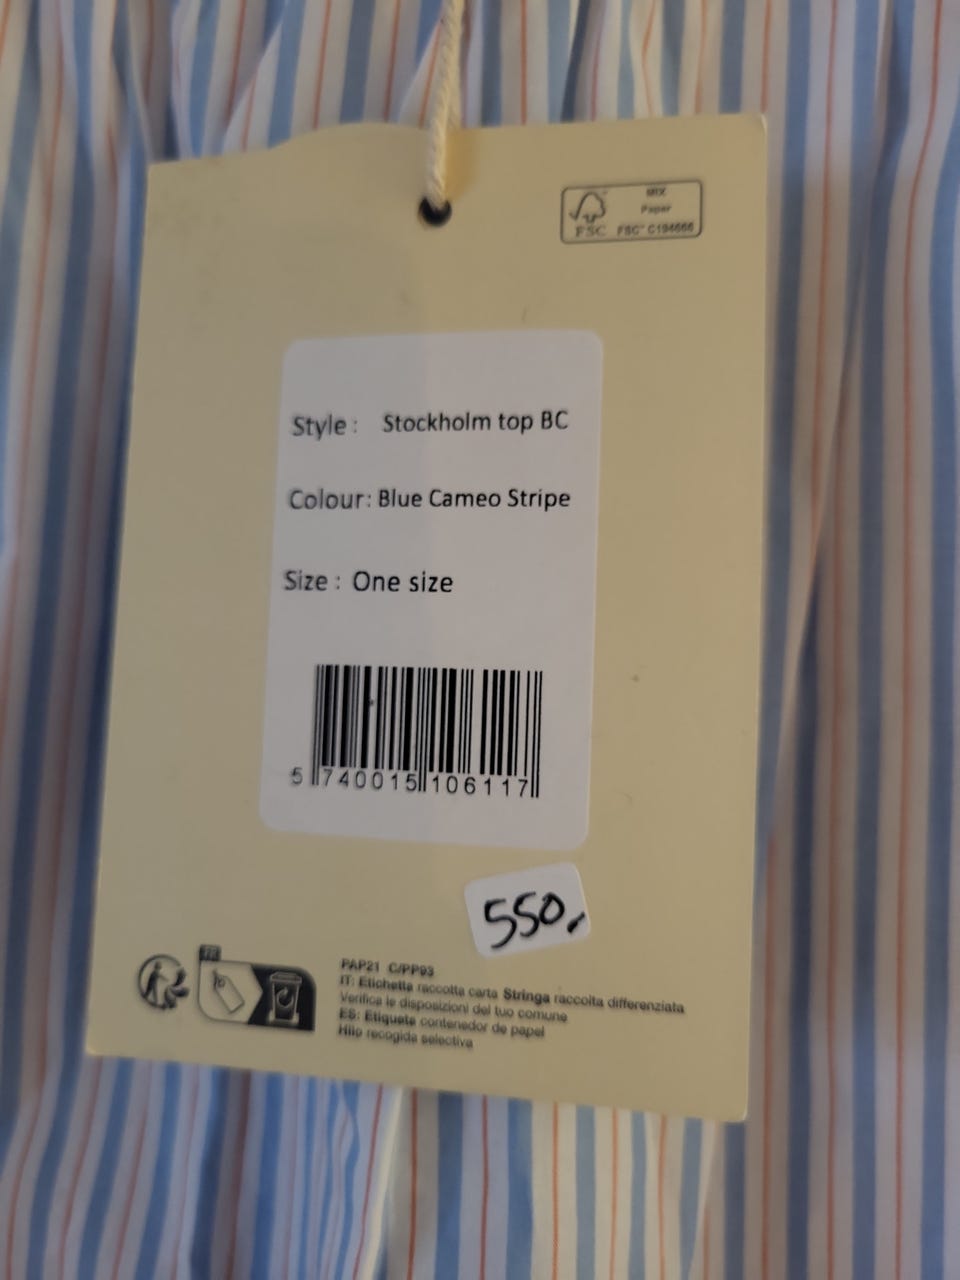 MIX
Paper
FSC FSC™ C194666
Style : Stockholm top BC
Colour: Blue Cameo Stripe
Size : One size
5 740015 106117
550,
FR
PAP21 C/PP93
IT: Etichetta raccolta carta Stringa raccolta differenziata
Verifica le disposizioni del tuo comune
ES: Etiqueta contenedor de papel
Hilo recogida selectiva